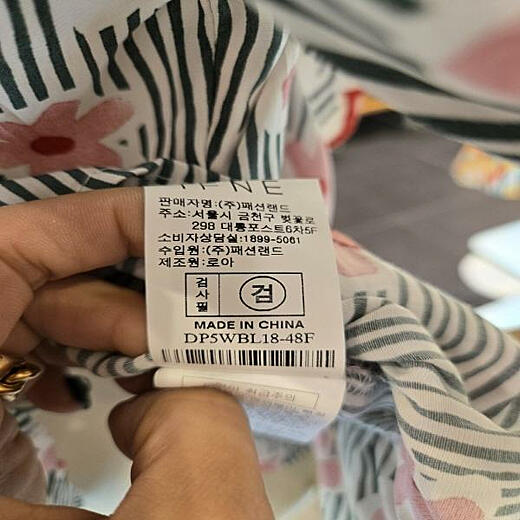 판매자명:(주)패션랜드
주소:서울시 금천구 벚꽃로
298 대륭포스트6차5F
소비자상담실:1899-5061
수입원:(주)패션랜드
제조원:로아
검사필 검
MADE IN CHINA
DP5WBL18-48F